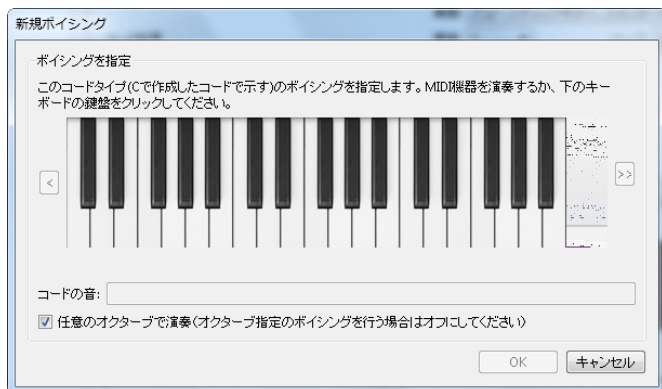 新規ボイシング
ボイシングを指定
このコードタイプ(Cで作成したコードで示す)のボイシングを指定します。MIDI機器を演奏するか、下のキー
ボードの鍵盤をクリックしてください。
<
>>
コードの音:
任意のオクターブで演奏(オクターブ指定のボイシングを行う場合はオフにしてください)
OK
キャンセル